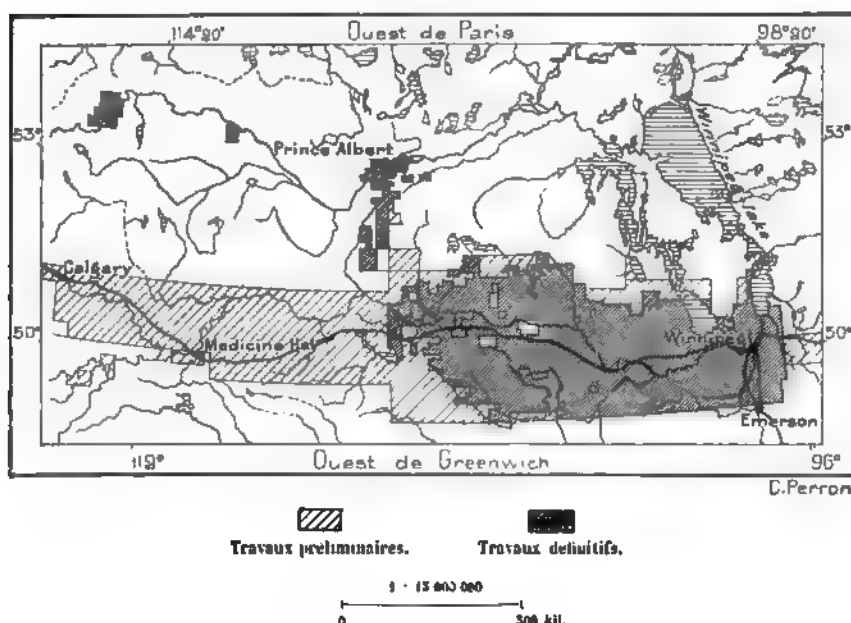 114°20' Ouest de Paris 98°20'
53° 53°
Prince Albert
Calgary
50° Medicine Hat 50°
Winnipeg
Emerson
119° Ouest de Greenwich 96°
C. Perron
Travaux préliminaires. Travaux définitifs.
0 300 kil.